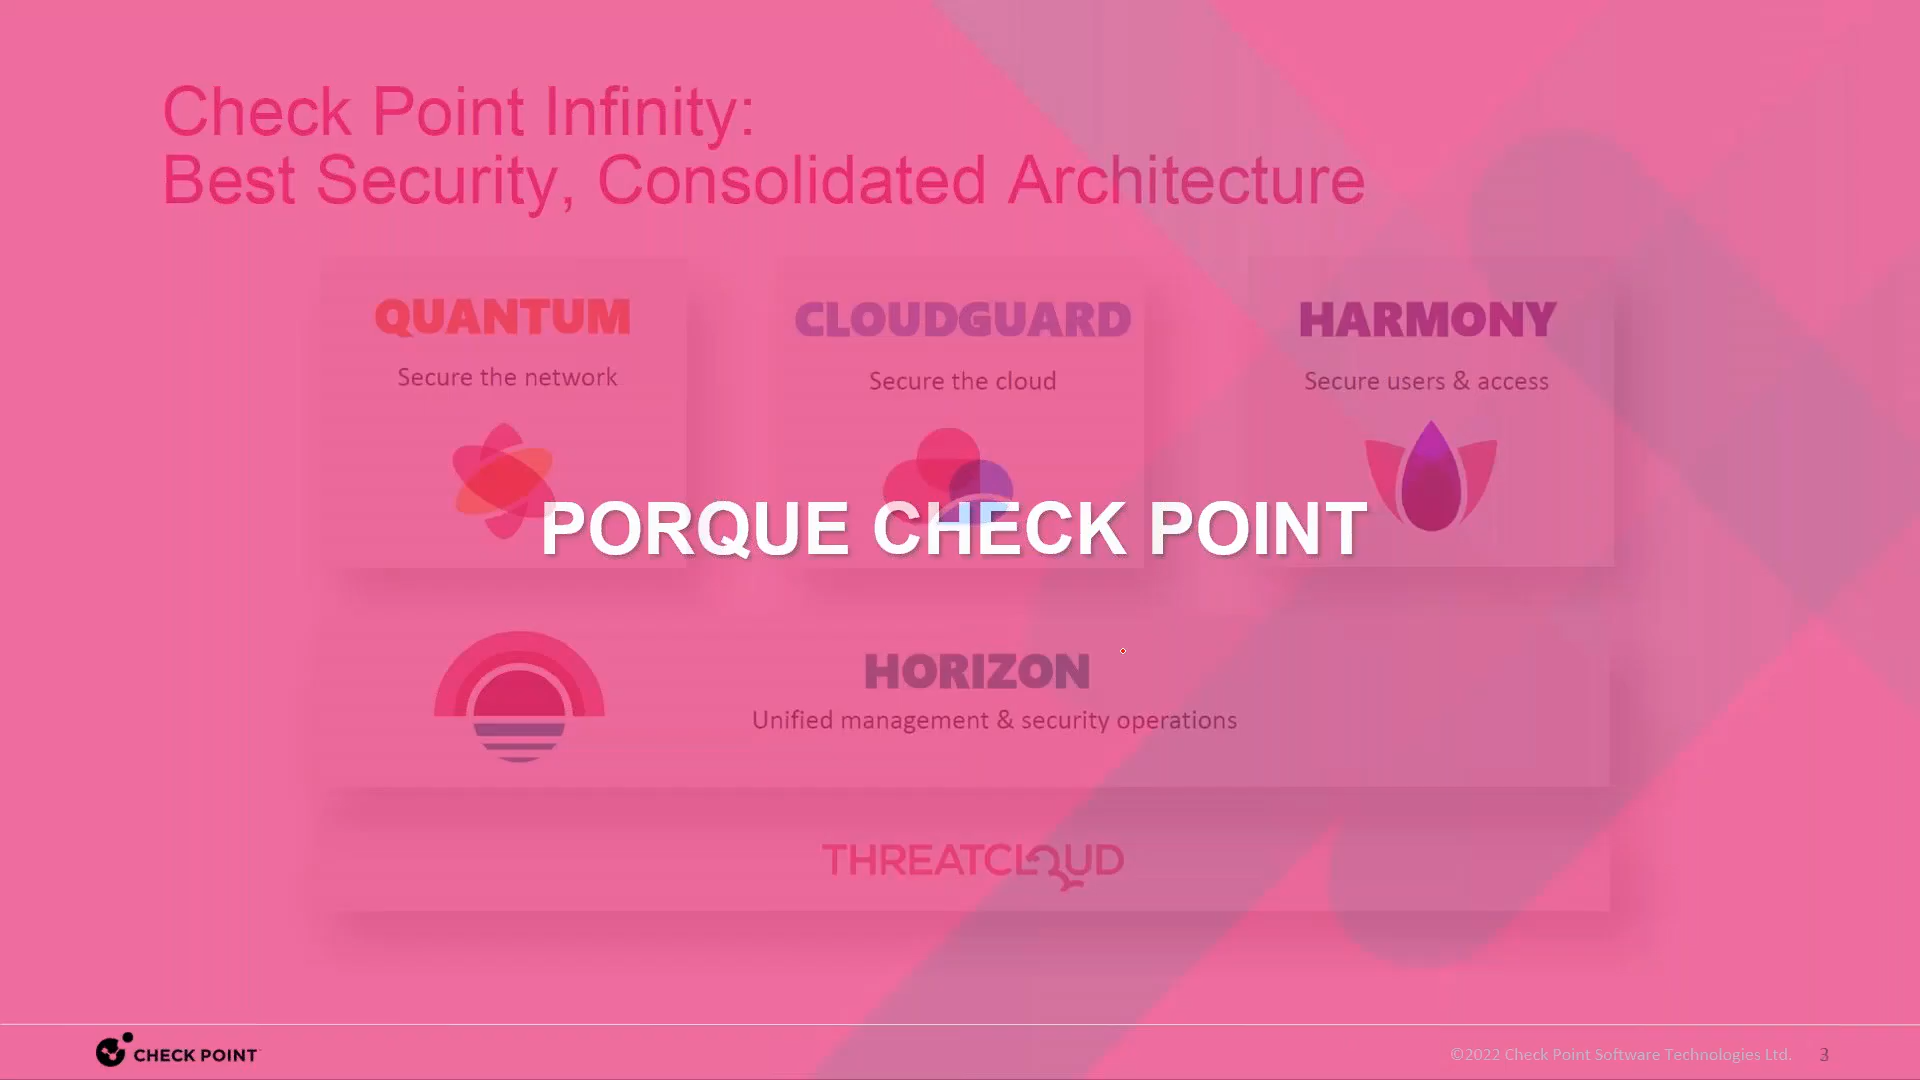 Check Point Infinity:
Best Security, Consolidated Architecture
QUANTUM
Secure the network
CLOUDGUARD
Secure the cloud
HARMONY
Secure users & access
PORQUE CHECK POINT
HORIZON
Unified management & security operations
THREATCLOUD
CHECK POINT
©2022 Check Point Software Technologies Ltd.
3